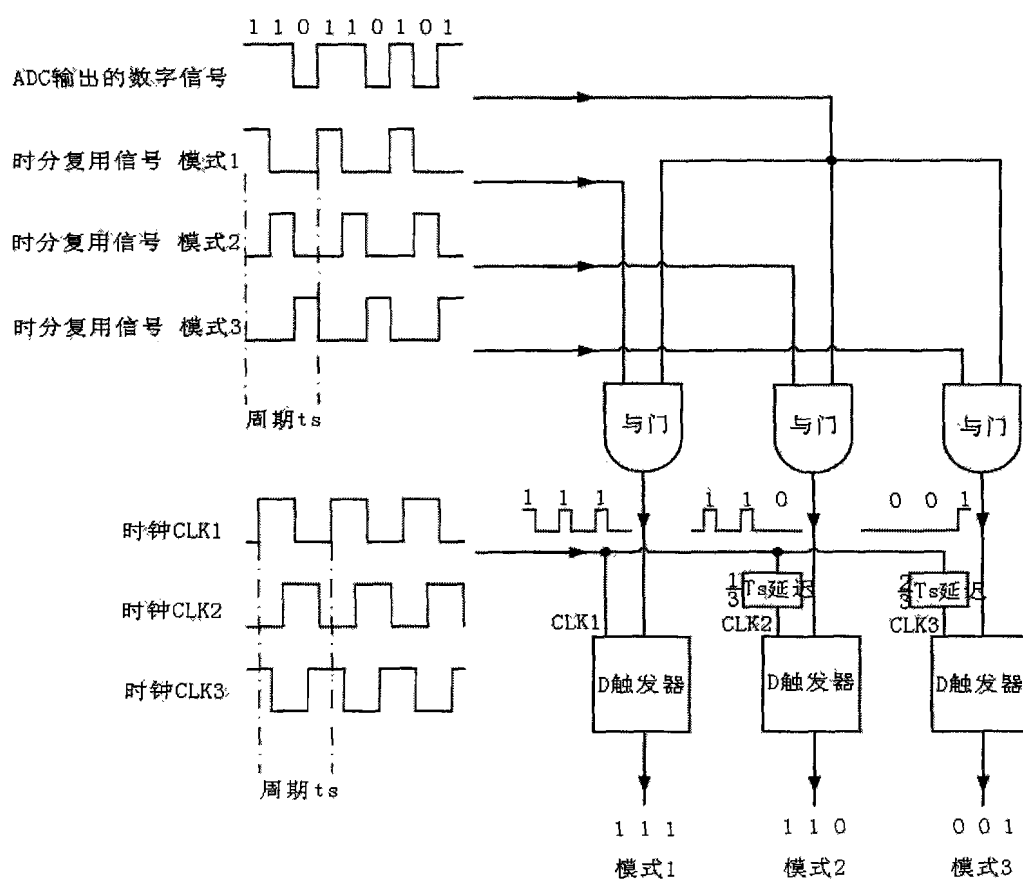 1 1 0 1 1 0 1 0 1
ADC输出的数字信号
时分复用信号 模式1
时分复用信号 模式2
时分复用信号 模式3
周期ts
与门
与门
与门
1 1 1
1 1 0
0 0 1
时钟CLK1
时钟CLK2
时钟CLK3
周期ts
1/3Ts延迟
2/3Ts延迟
CLK1
CLK2
CLK3
D触发器
D触发器
D触发器
1 1 1
1 1 0
0 0 1
模式1
模式2
模式3